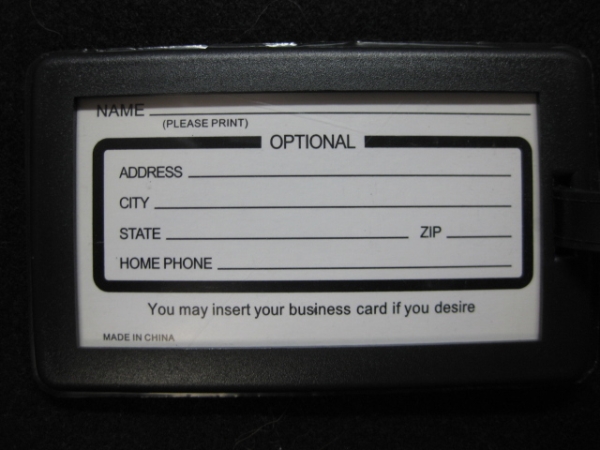 NAME
(PLEASE PRINT)
OPTIONAL
ADDRESS
CITY
STATE ZIP
HOME PHONE
You may insert your business card if you desire
MADE IN CHINA